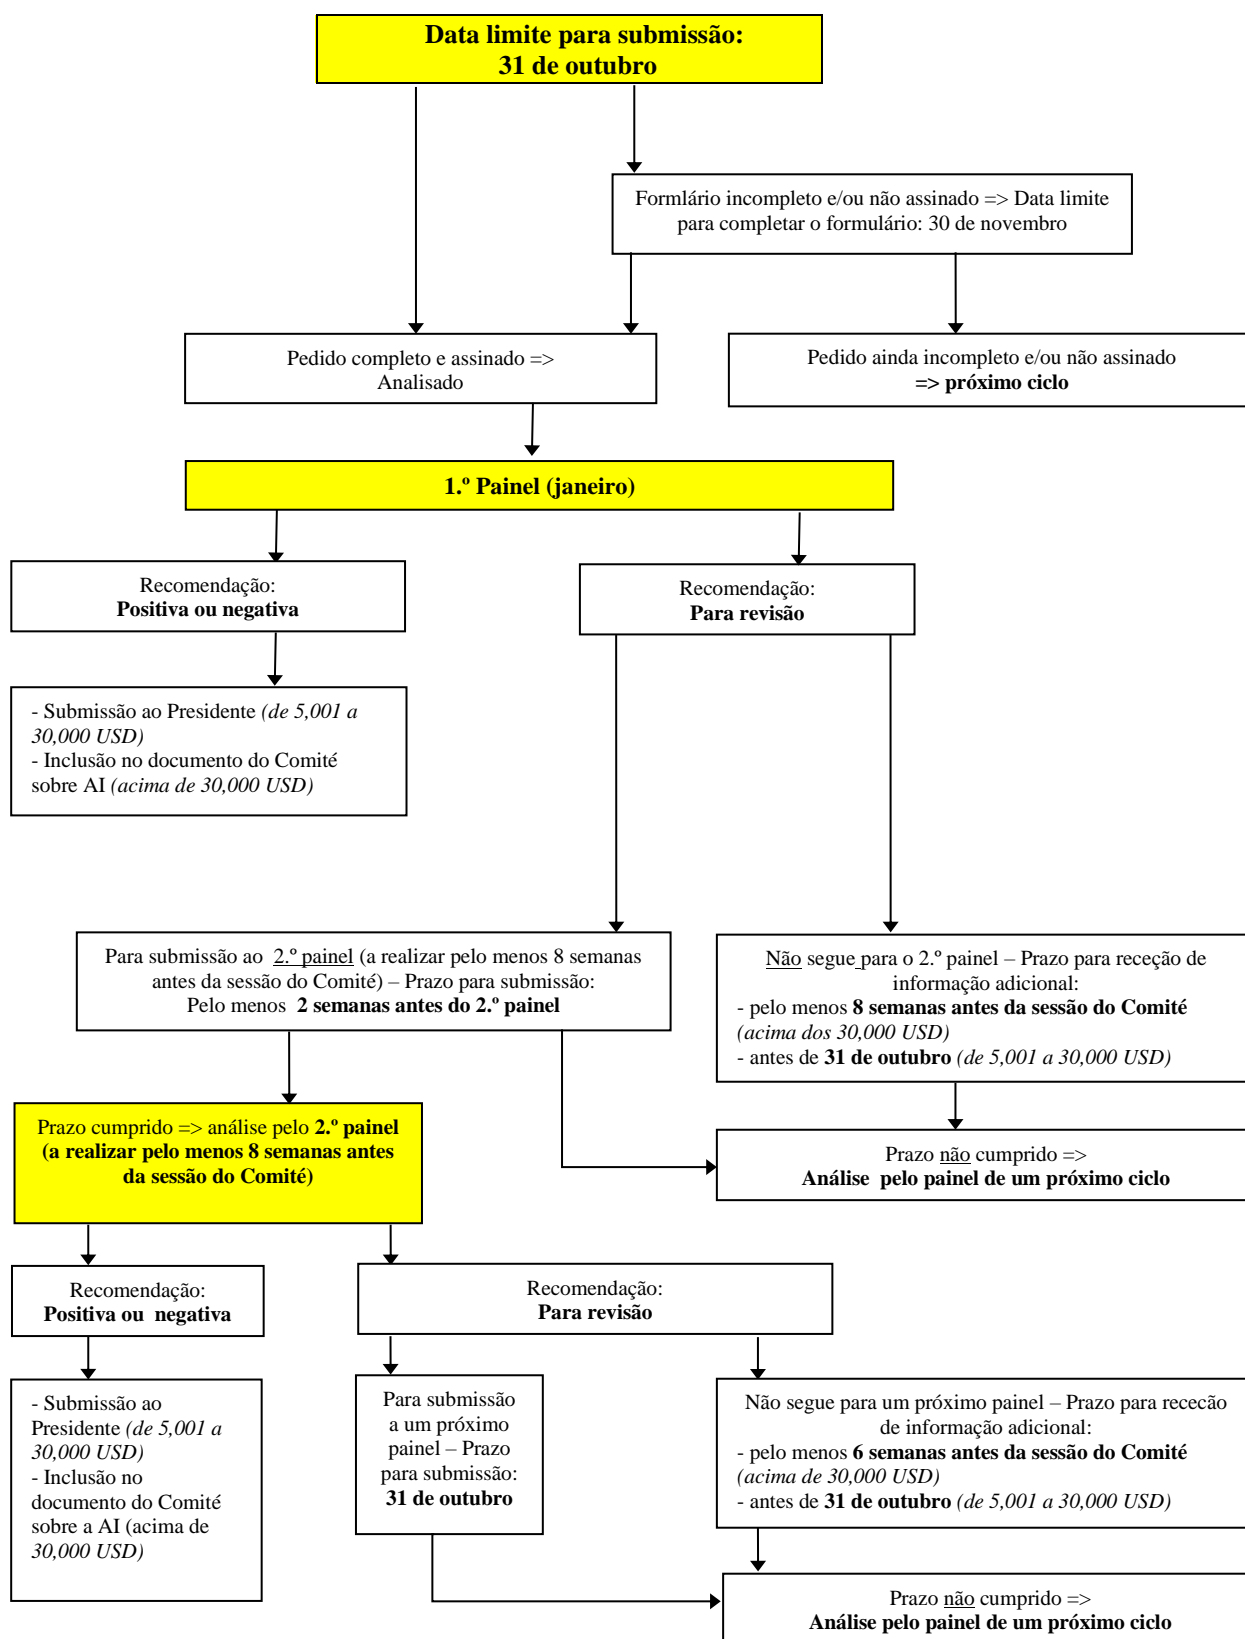 Data limite para submissão:
31 de outubro
Formlário incompleto e/ou não assinado => Data limite
para completar o formulário: 30 de novembro
Pedido completo e assinado =>
Analisado
Pedido ainda incompleto e/ou não assinado
=> próximo ciclo
1.º Painel (janeiro)
Recomendação:
Positiva ou negativa
Recomendação:
Para revisão
- Submissão ao Presidente (de 5,001 a
30,000 USD)
- Inclusão no documento do Comité
sobre AI (acima de 30,000 USD)
Para submissão ao 2.º painel (a realizar pelo menos 8 semanas
antes da sessão do Comité) – Prazo para submissão:
Pelo menos 2 semanas antes do 2.º painel
Não segue para o 2.º painel – Prazo para receção de
informação adicional:
- pelo menos 8 semanas antes da sessão do Comité
(acima dos 30,000 USD)
- antes de 31 de outubro (de 5,001 a 30,000 USD)
Prazo cumprido => análise pelo 2.º painel
(a realizar pelo menos 8 semanas antes
da sessão do Comité)
Prazo não cumprido =>
Análise pelo painel de um próximo ciclo
Recomendação:
Positiva ou negativa
Recomendação:
Para revisão
- Submissão ao
Presidente (de 5,001 a
30,000 USD)
- Inclusão no
documento do Comité
sobre a AI (acima de
30,000 USD)
Para submissão
a um próximo
painel – Prazo
para submissão:
31 de outubro
Não segue para um próximo painel – Prazo para rececão
de informação adicional:
- pelo menos 6 semanas antes da sessão do Comité
(acima de 30,000 USD)
- antes de 31 de outubro (de 5,001 a 30,000 USD)
Prazo não cumprido =>
Análise pelo painel de um próximo ciclo